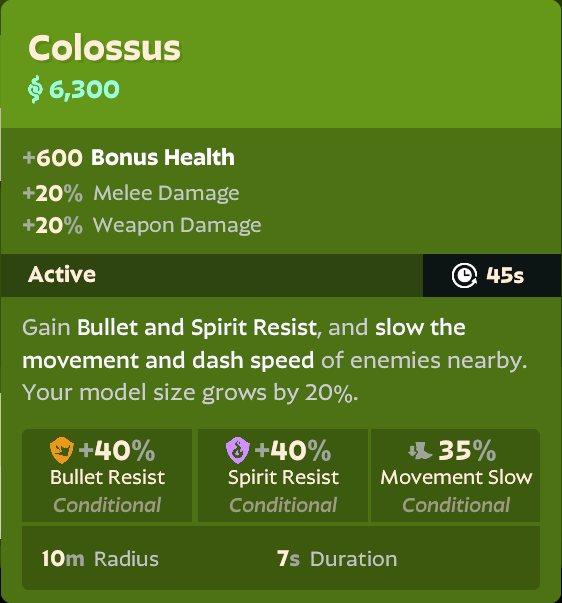 Colossus
6,300
+600 Bonus Health
+20% Melee Damage
+20% Weapon Damage
Active 45s
Gain Bullet and Spirit Resist, and slow the
movement and dash speed of enemies nearby.
Your model size grows by 20%.
+40% +40% 35%
Bullet Resist Spirit Resist Movement Slow
Conditional Conditional Conditional
10m Radius 7s Duration